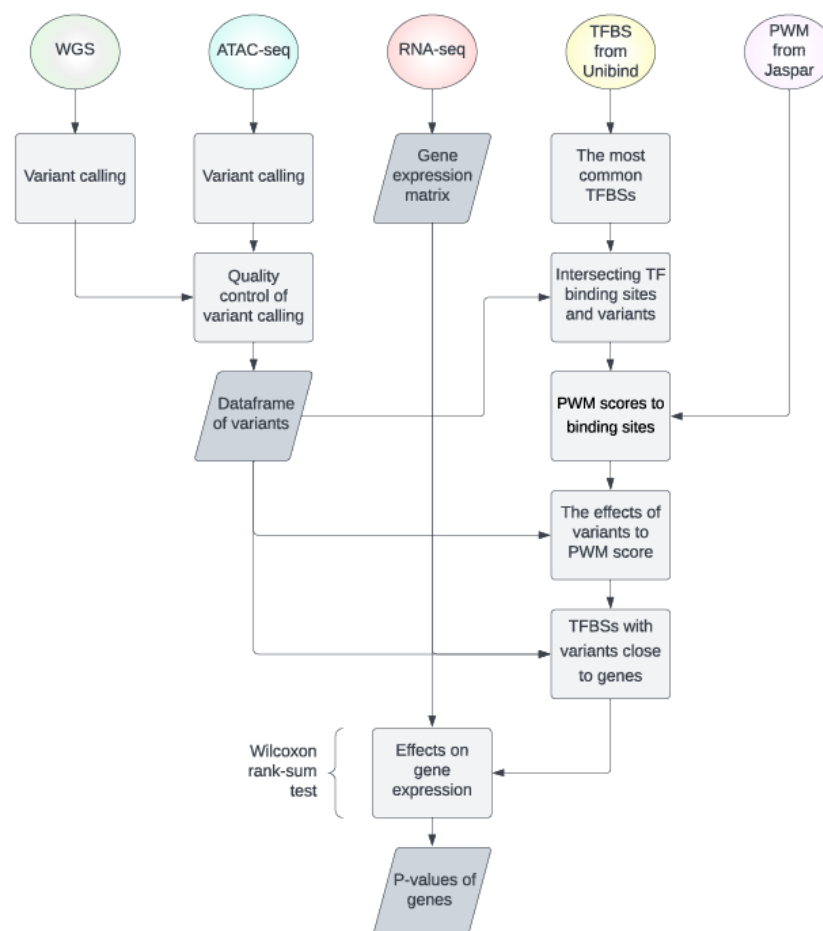 WGS
ATAC-seq
RNA-seq
TFBS
from
Unibind
PWM
from
Jaspar
Variant calling
Variant calling
Gene
expression
matrix
The most
common
TFBSs
Quality
control of
variant calling
Intersecting TF
binding sites
and variants
Dataframe
of variants
PWM scores to
binding sites
The effects of
variants to
PWM score
TFBSs with
variants close
to genes
Wilcoxon
rank-sum
test
Effects on
gene
expression
P-values of
genes